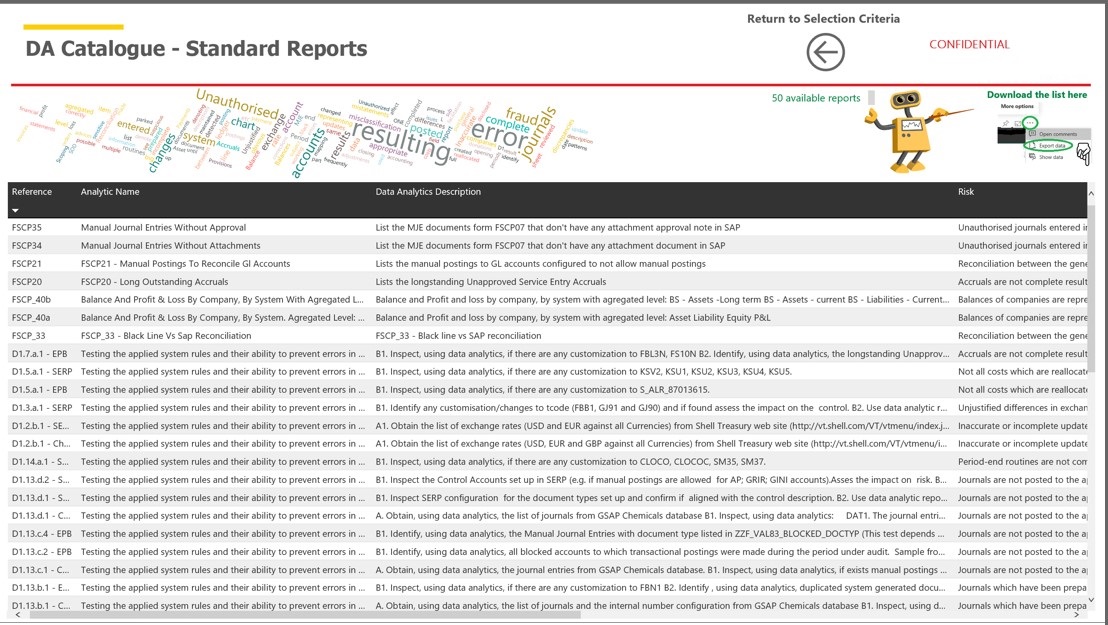 Return to Selection Criteria
DA Catalogue - Standard Reports
CONFIDENTIAL
50 available reports
Download the list here
More options
Open comments
Export data
Show data
Unauthorised
entered
system
chart
changes
accounts
account
exchange
results
resulting
misclassification
appropriate
posted
complete
error
fraud
journals
Reference Analytic Name Data Analytics Description Risk
FSCP35 Manual Journal Entries Without Approval List the MJE documents form FSCP07 that don't have any attachment approval note in SAP Unauthorised journals entered in
FSCP34 Manual Journal Entries Without Attachments List the MJE documents form FSCP07 that don't have any attachment document in SAP Unauthorised journals entered in
FSCP21 FSCP21 - Manual Postings To Reconcile Gl Accounts Lists the manual postings to GL accounts configured to not allow manual postings Reconciliation between the gene
FSCP20 FSCP20 - Long Outstanding Accruals Lists the longstanding Unapproved Service Entry Accruals Accruals are not complete result
FSCP_40b Balance And Profit & Loss By Company, By System With Agregated L... Balance and Profit and loss by company, by system with agregated level: BS - Assets -Long term BS - Assets - current BS - Liabilities - Current... Balances of companies are repre
FSCP_40a Balance And Profit & Loss By Company, By System. Agregated Level: ... Balance and Profit and loss by company, by system with agregated level: Asset Liability Equity P&L Balances of companies are repre
FSCP_33 FSCP_33 - Black Line Vs Sap Reconciliation FSCP_33 - Black line vs SAP reconciliation Reconciliation between the gene
D1.7.a.1 - EPB Testing the applied system rules and their ability to prevent errors in ... B1. Inspect, using data analytics, if there are any customization to FBL3N, FS10N B2. Identify, using data analytics, the longstanding Unapprov... Accruals are not complete result
D1.5.a.1 - SERP Testing the applied system rules and their ability to prevent errors in ... B1. Inspect, using data analytics, if there are any customization to KSV2, KSU1, KSU2, KSU3, KSU4, KSU5. Not all costs which are reallocate
D1.5.a.1 - EPB Testing the applied system rules and their ability to prevent errors in ... B1. Inspect, using data analytics, if there are any customization to S_ALR_87013615. Not all costs which are reallocate
D1.3.a.1 - SERP Testing the applied system rules and their ability to prevent errors in ... B1. Identify any customisation/changes to tcode (FBB1, GJ91 and GJ90) and if found assess the impact on the control. B2. Use data analytic r... Unjustified differences in exchan
D1.2.b.1 - SE... Testing the applied system rules and their ability to prevent errors in ... A1. Obtain the list of exchange rates (USD and EUR against all Currencies) from Shell Treasury web site (http://vt.shell.com/VT/vtmenu/index.j... Inaccurate or incomplete update
D1.2.b.1 - Ch... Testing the applied system rules and their ability to prevent errors in ... A1. Obtain the list of exchange rates (USD, EUR and GBP against all Currencies) from Shell Treasury web site (http://vt.shell.com/VT/vtmenu/i... Inaccurate or incomplete update
D1.14.a.1 - S... Testing the applied system rules and their ability to prevent errors in ... B1. Inspect, using data analytics, if there are any customization to CLOCO, CLOCOC, SM35, SM37. Period-end routines are not com
D1.13.d.2 - S... Testing the applied system rules and their ability to prevent errors in ... B1. Inspect the Control Accounts set up in SERP (e.g. if manual postings are allowed for AP; GRIR; GINI accounts).Asses the impact on risk. B... Journals are not posted to the a
D1.13.d.1 - S... Testing the applied system rules and their ability to prevent errors in ... B1. Inspect SERP configuration for the document types set up and confirm if aligned with the control description. B2. Use data analytic repo... Journals are not posted to the a
D1.13.d.1 - C... Testing the applied system rules and their ability to prevent errors in ... A. Obtain, using data analytics, the list of journals from GSAP Chemicals database B1. Inspect, using data analytics: DAT1. The journal entri... Journals are not posted to the a
D1.13.c.4 - EPB Testing the applied system rules and their ability to prevent errors in ... B1. Identify, using data analytics, the Manual Journal Entries with document type listed in ZZF_VAL83_BLOCKED_DOCTYP (This test depends ... Journals are not posted to the a
D1.13.c.2 - EPB Testing the applied system rules and their ability to prevent errors in ... B1. Identify, using data analytics, all blocked accounts to which transactional postings were made during the period under audit. Sample fro... Journals are not posted to the a
D1.13.c.1 - C... Testing the applied system rules and their ability to prevent errors in ... A. Obtain, using data analytics, the journal entries from GSAP Chemicals database. B1. Inspect, using data analytics, if exists manual postings ... Journals are not posted to the a
D1.13.b.1 - E... Testing the applied system rules and their ability to prevent errors in ... B1. Inspect, using data analytics, if there are any customization to FBN1 B2. Identify , using data analytics, duplicated system generated docu... Journals which have been prepa
D1.13.b.1 - C... Testing the applied system rules and their ability to prevent errors in ... A. Obtain, using data analytics, the list of journals and the internal number configuration from GSAP Chemicals database B1. Inspect, using d... Journals which have been prepa